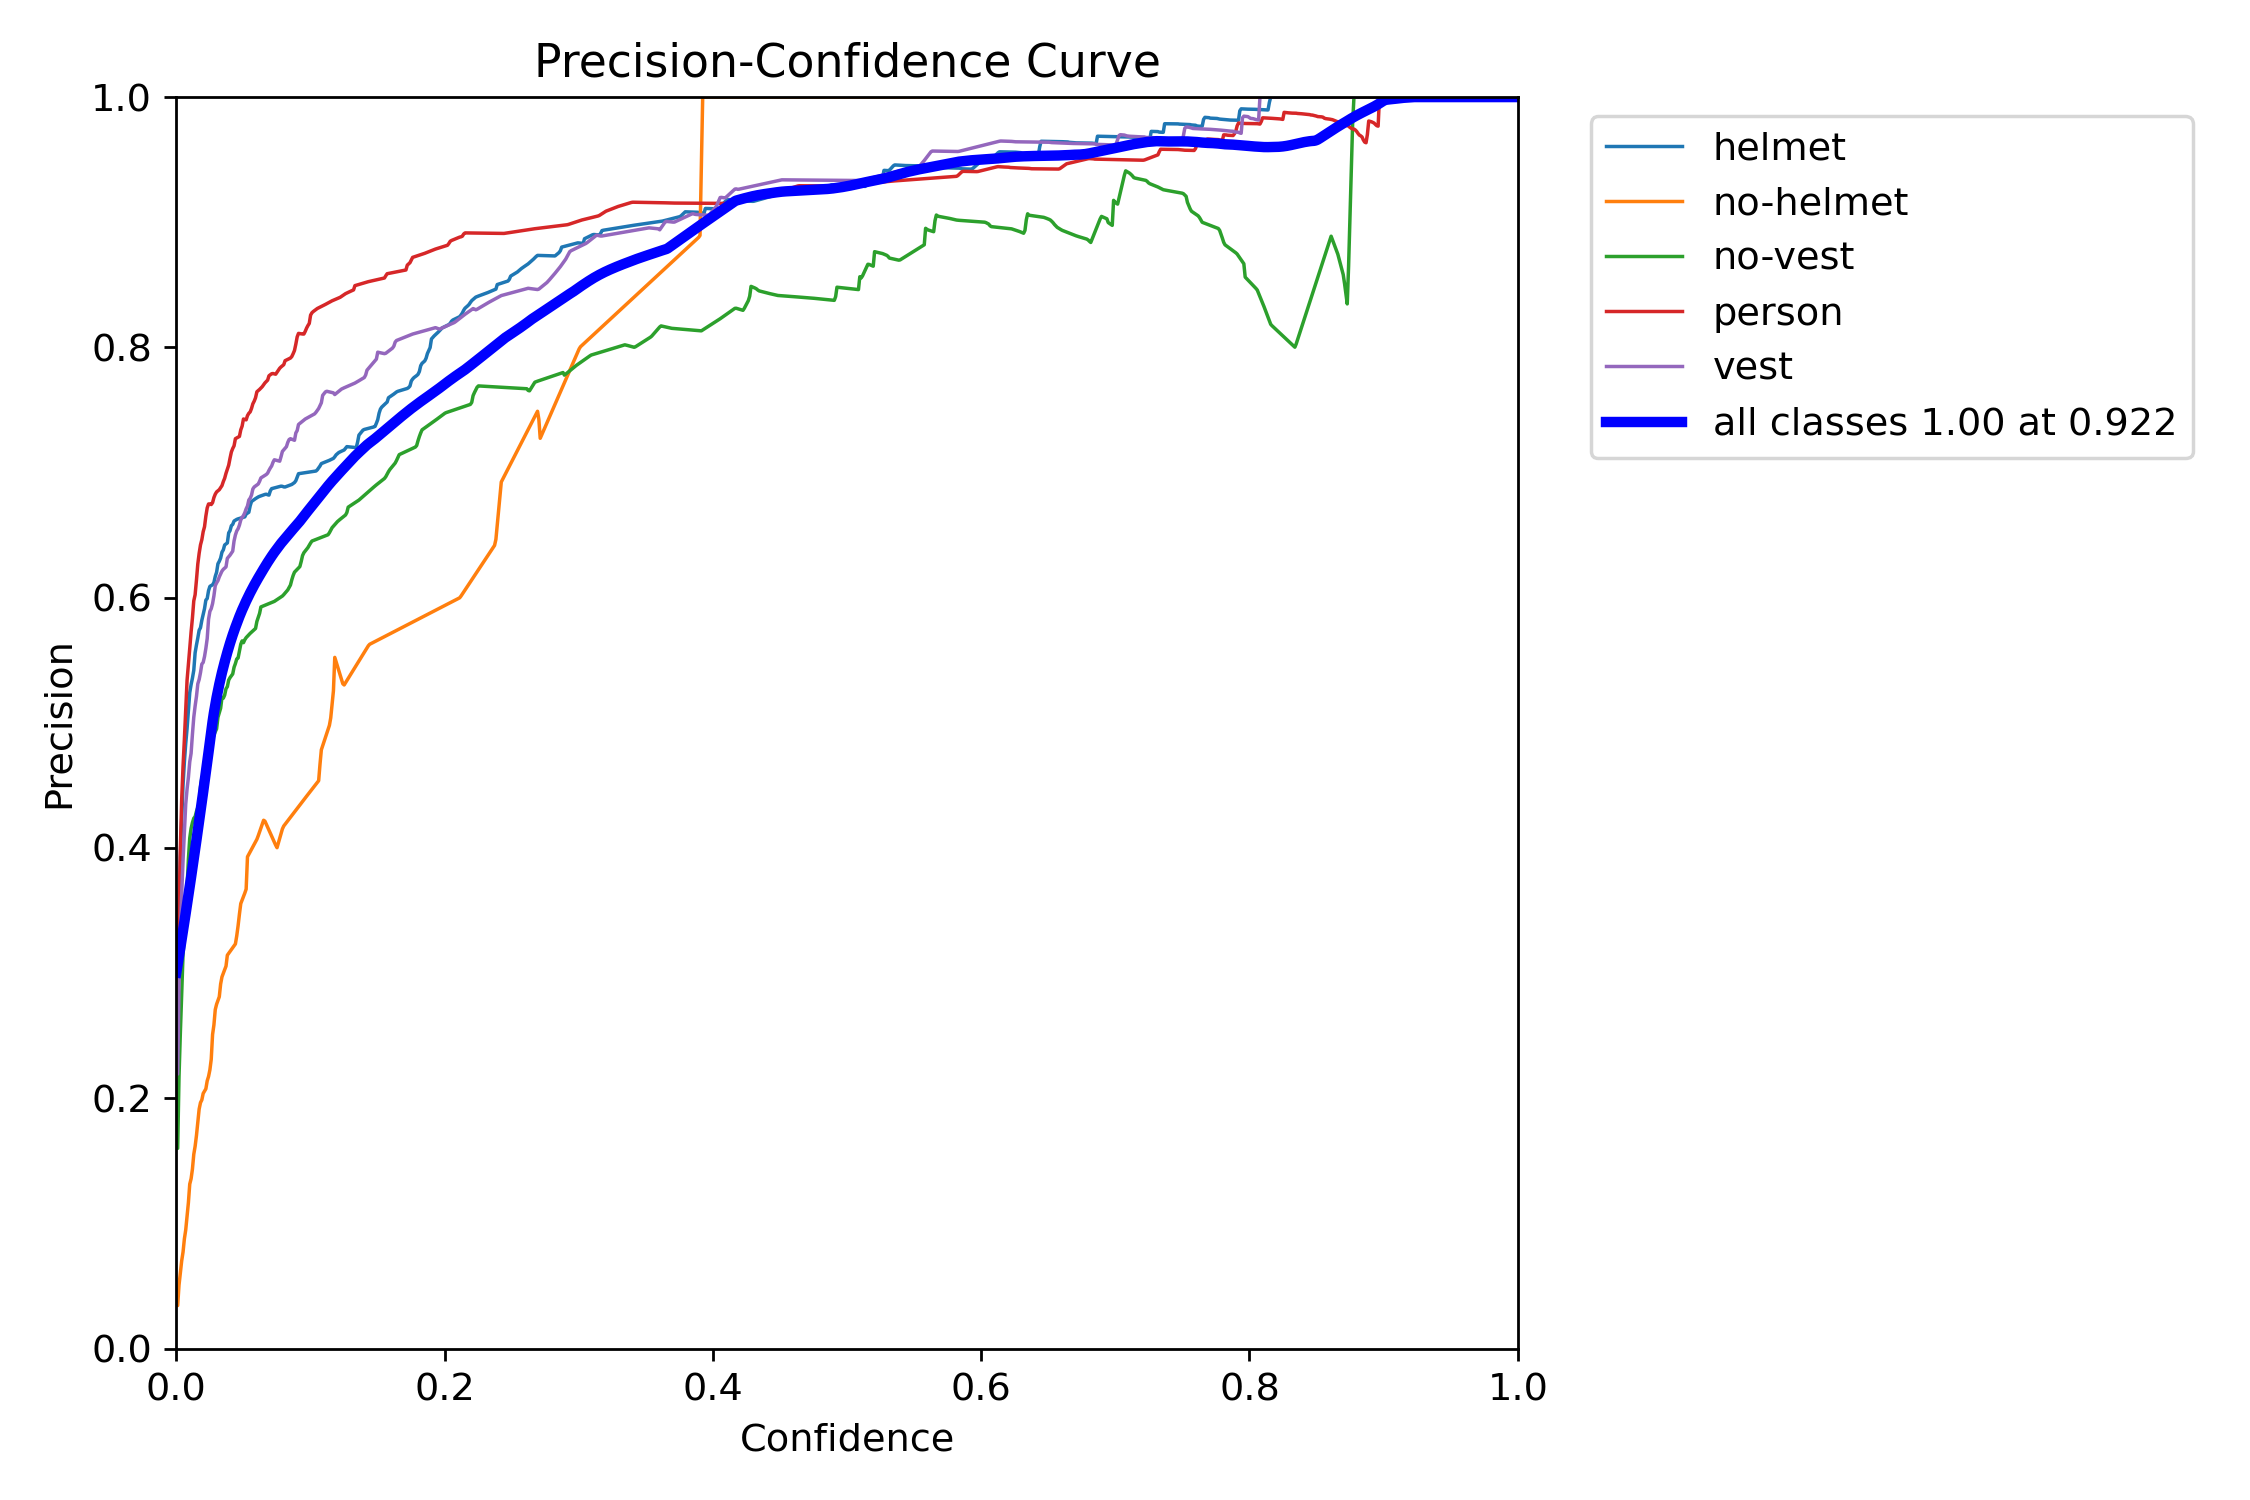 Precision-Confidence Curve
1.0
0.8
0.6
0.4
0.2
0.0
Precision
0.0 0.2 0.4 0.6 0.8 1.0
Confidence
helmet
no-helmet
no-vest
person
vest
all classes 1.00 at 0.922